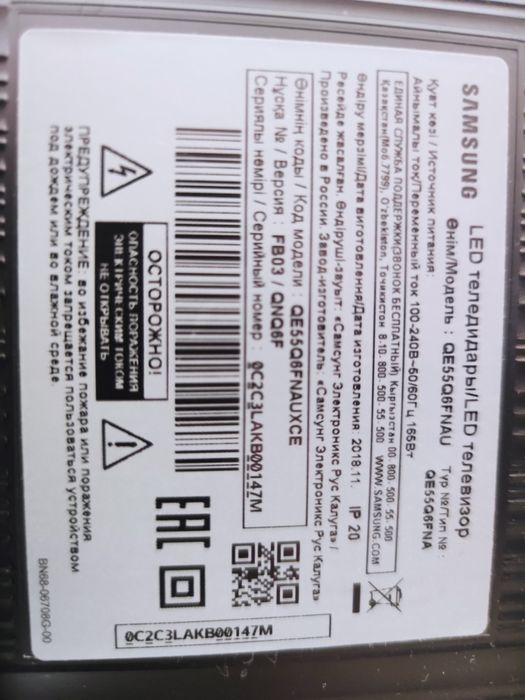 SAMSUNG
LED теледидары/LED телевизор
Өнім/Модель : QE55Q6FNAU
Тур №/Тип № :
QE55Q6FNA
Қуат көзі / Источник питания :
Айнымалы ток/Переменный ток 100-240В~50/60Гц 165Вт
ЕДИНАЯ СЛУЖБА ПОДДЕРЖКИ(ЗВОНОК БЕСПЛАТНЫЙ) Кыргызстан 00 800. 500. 55. 500
Казакстан(Моб.7799), O'zbekiston, Точикистон 8. 10. 800. 500. 55. 500 WWW.SAMSUNG.COM
Өндіру мерзімі/Дата виготовлення/Дата изготовления : 2018.11. IP 20
Ресейде жасалған. Өндіруші-зауыт: «Самсунг Электроникс Рус Калуга» /
Произведено в России. Завод-изготовитель: «Самсунг Электроникс Рус Калуга»
Өнімнің коды / Код модели : QE55Q6FNAUXCE
Нұсқа № / Версия : FB03 / QNQ6F
Сериялы нөмірі / Серийный номер : 0C2C3LAKB00147M
0C2C3LAKB00147M
ОСТОРОЖНО!
ОПАСНОСТЬ ПОРАЖЕНИЯ
ЭЛЕКТРИЧЕСКИМ ТОКОМ
НЕ ОТКРЫВАТЬ
EAC
ПРЕДУПРЕЖДЕНИЕ: во избежание пожара или поражения
электрическим током запрещается пользоваться устройством
под дождем или во влажной среде.
BN68-06708G-00